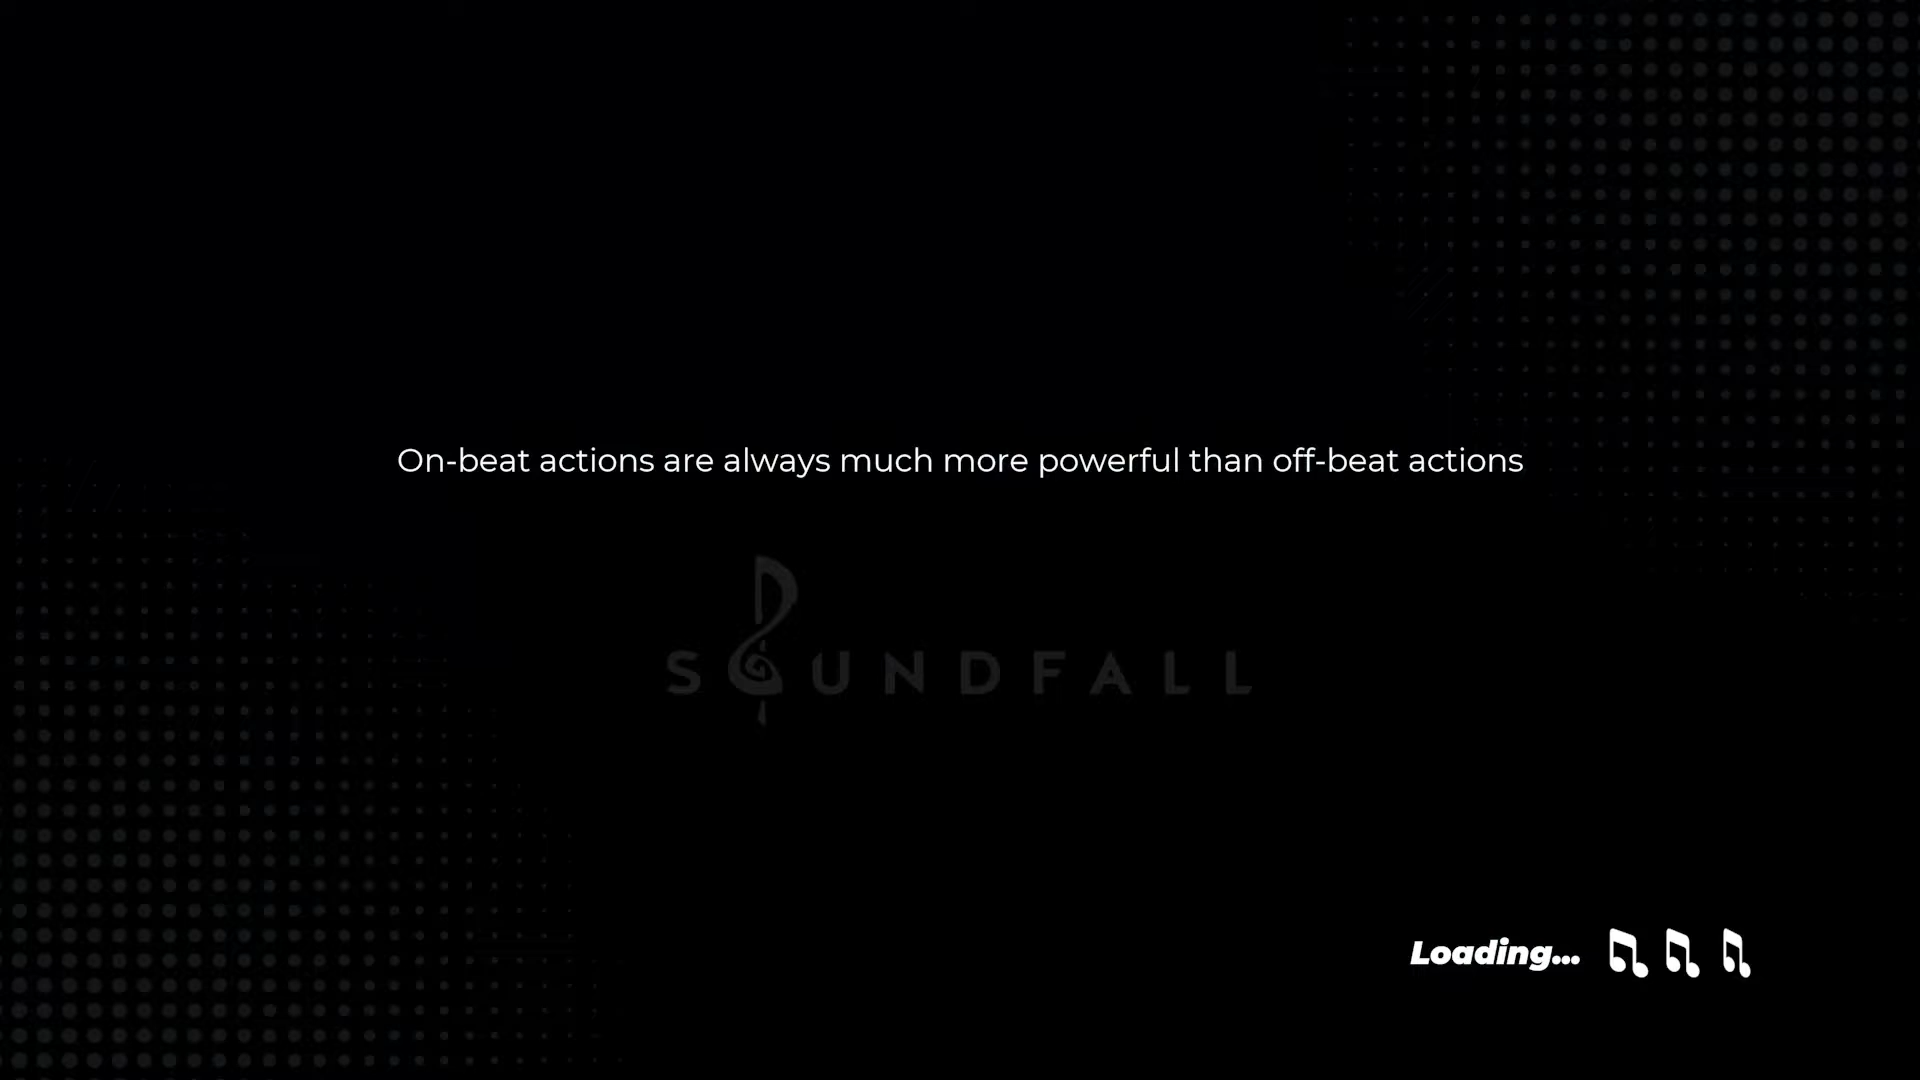 On-beat actions are always much more powerful than off-beat actions
SOUNDFALL
Loading...